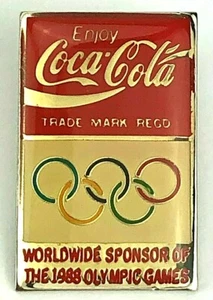 Enjoy
Coca-Cola
TRADE MARK REGD
WORLDWIDE SPONSOR OF
THE 1988 OLYMPIC GAMES